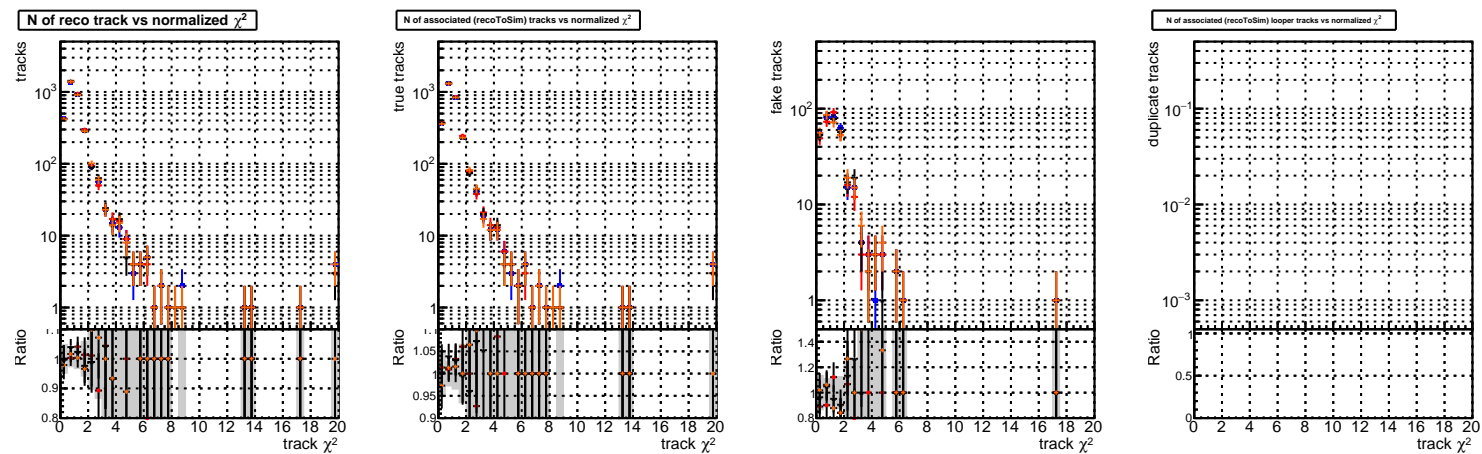 N of reco track vs normalized χ²
tracks
10³
10²
10
1
Ratio
1.1
1
0.9
0.8
0 2 4 6 8 10 12 14 16 18 20
track χ²
N of associated (recoToSim) tracks vs normalized χ²
true tracks
10³
10²
10
1
Ratio
1.1
1.05
1
0.95
0.9
0 2 4 6 8 10 12 14 16 18 20
track χ²
fake tracks
10²
10
1
Ratio
1.4
1.2
1
0.8
0 2 4 6 8 10 12 14 16 18 20
track χ²
N of associated (recoToSim) looper tracks vs normalized χ²
duplicate tracks
10⁻¹
10⁻²
10⁻³
Ratio
1
0.5
0
0 2 4 6 8 10 12 14 16 18 20
track χ²